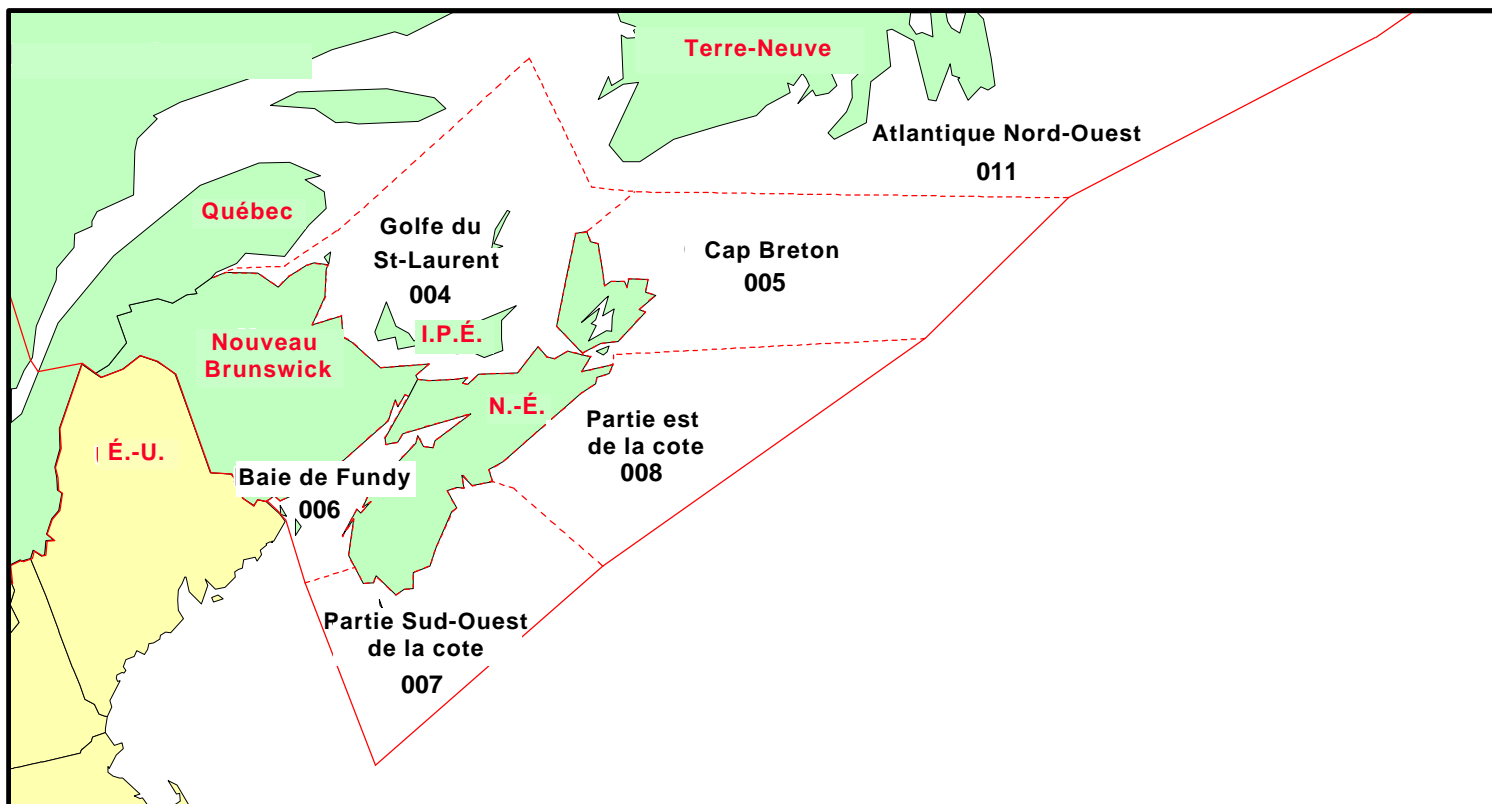 Terre-Neuve
Atlantique Nord-Ouest
011
Québec
Golfe du
St-Laurent
004
Cap Breton
005
I.P.É.
Nouveau
Brunswick
N.-É.
Partie est
de la cote
008
É.-U.
Baie de Fundy
006
Partie Sud-Ouest
de la cote
007